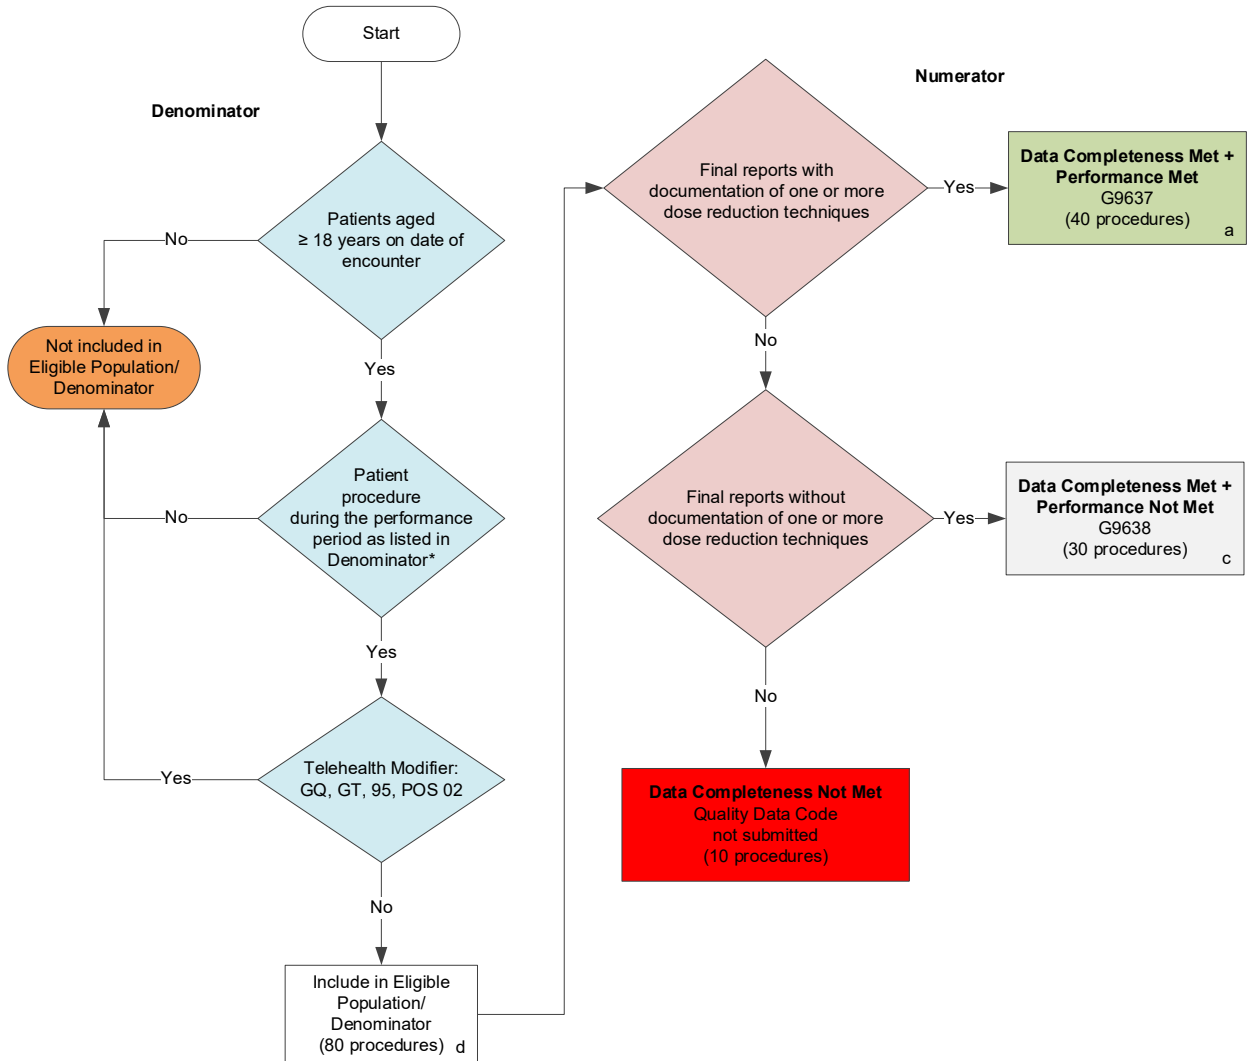 Start
Denominator
Patients aged
≥ 18 years on date of
encounter
No
Not included in
Eligible Population/
Denominator
Yes
Patient
procedure
during the performance
period as listed in
Denominator*
No
Yes
Telehealth Modifier:
GQ, GT, 95, POS 02
Yes
No
Include in Eligible
Population/
Denominator
(80 procedures)
d
Numerator
Final reports with
documentation of one or more
dose reduction techniques
Yes
Data Completeness Met +
Performance Met
G9637
(40 procedures)
a
No
Final reports without
documentation of one or more
dose reduction techniques
Yes
Data Completeness Met +
Performance Not Met
G9638
(30 procedures)
c
No
Data Completeness Not Met
Quality Data Code
not submitted
(10 procedures)